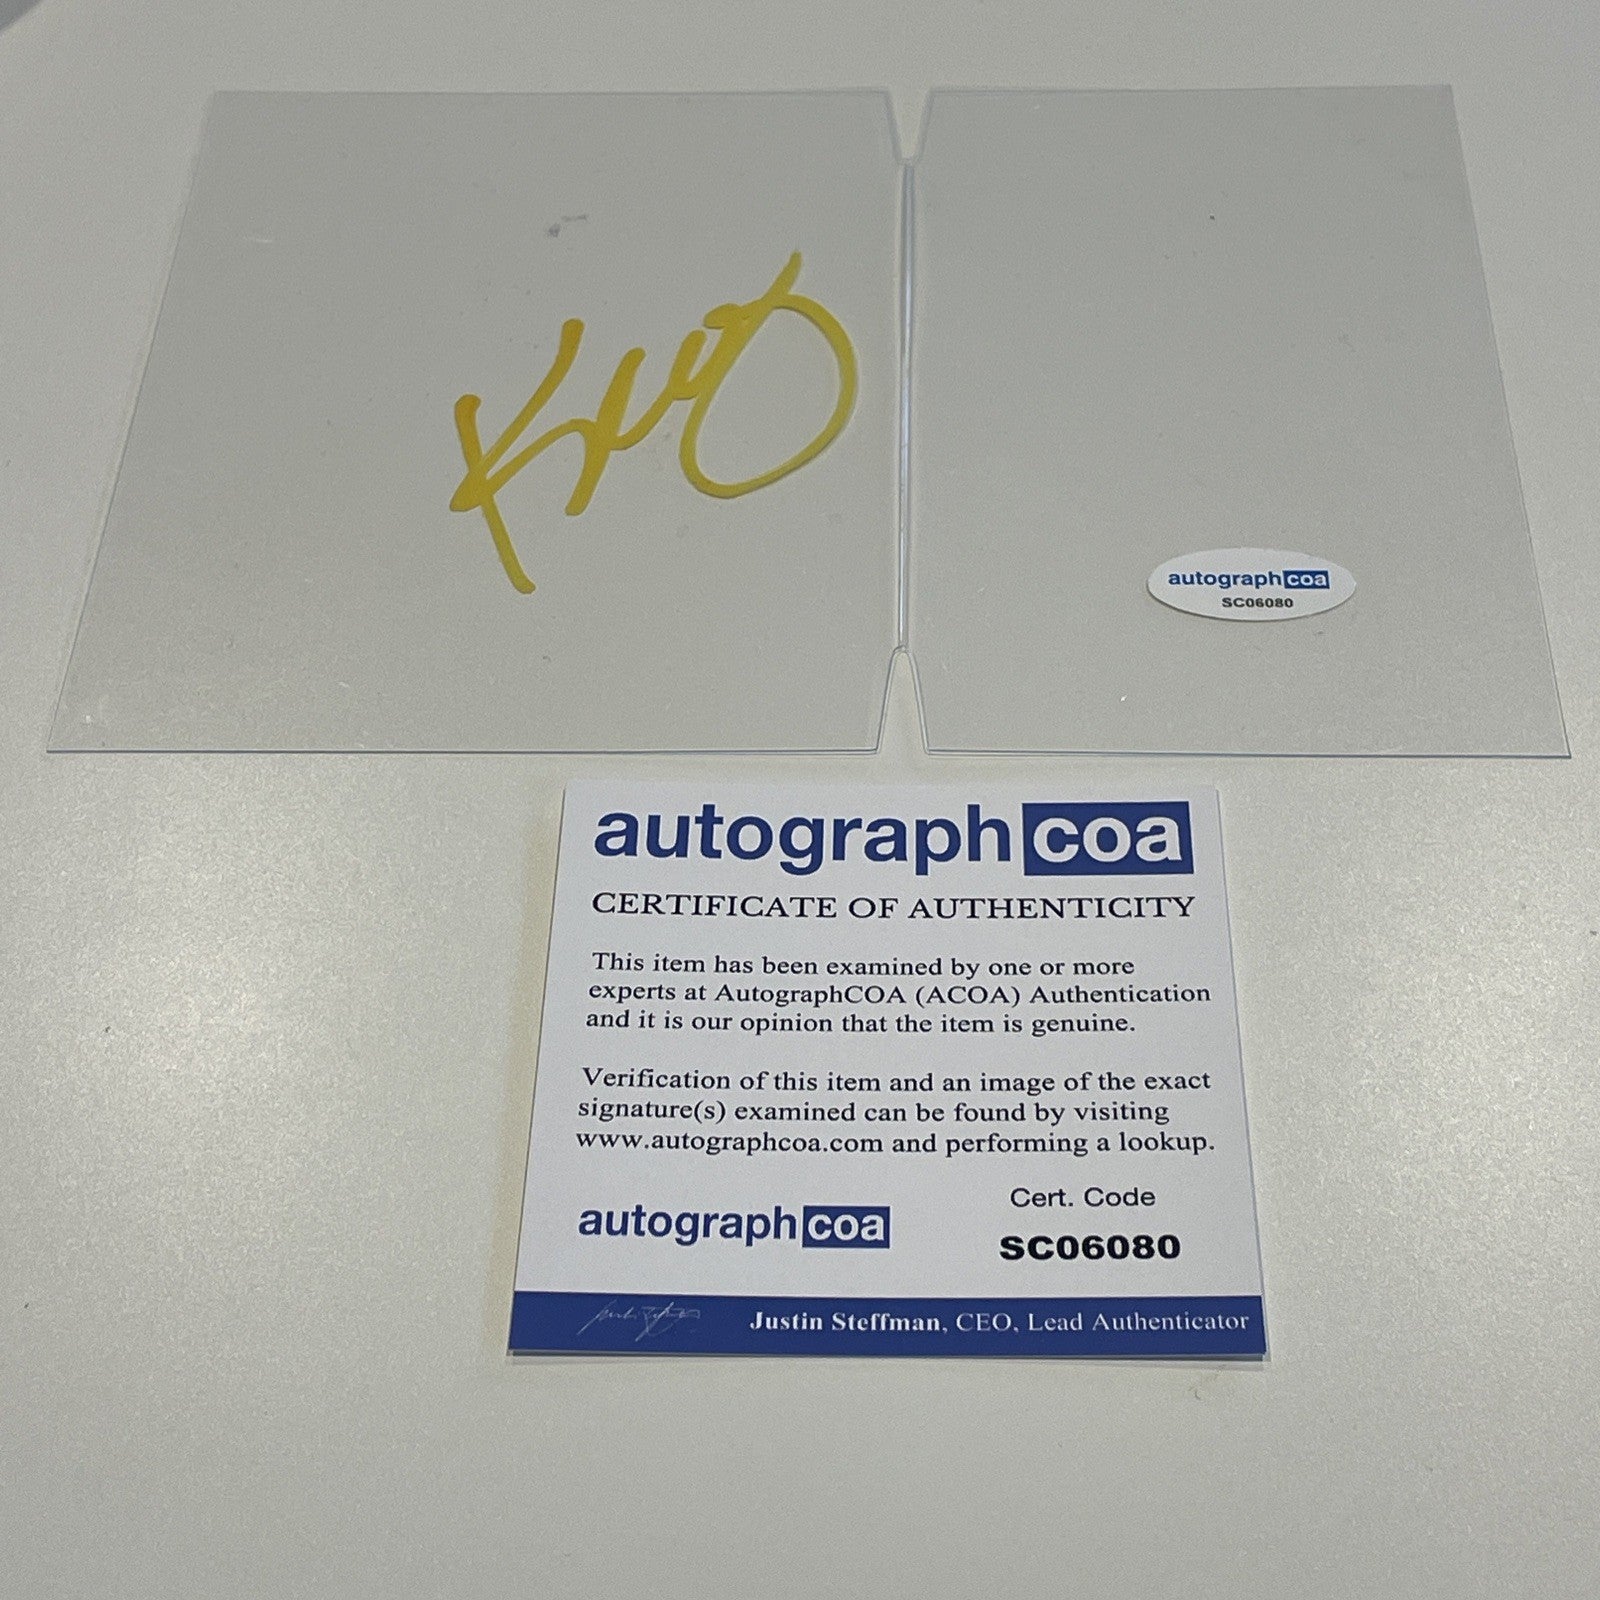 autographcoa
SC06080
autographcoa
CERTIFICATE OF AUTHENTICITY
This item has been examined by one or more
experts at AutographCOA (ACOA) Authentication
and it is our opinion that the item is genuine.
Verification of this item and an image of the exact
signature(s) examined can be found by visiting
www.autographcoa.com and performing a lookup.
Cert. Code
autographcoa
SC06080
Justin Steffman, CEO, Lead Authenticator